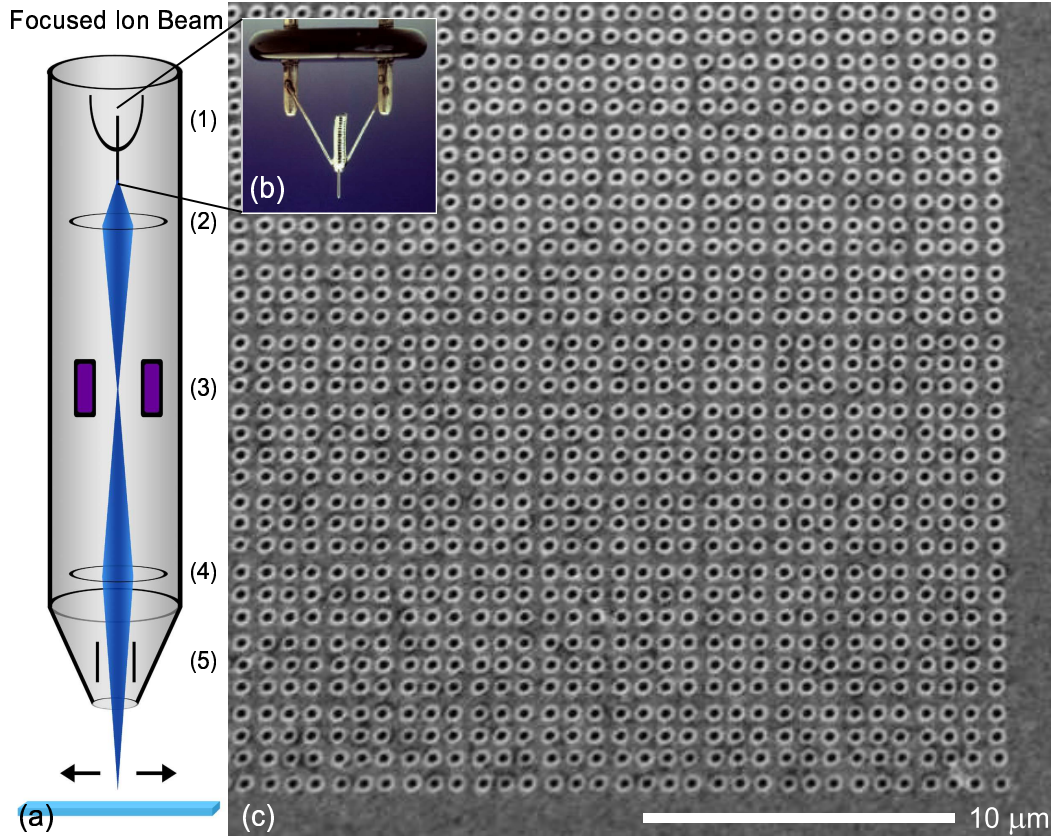 Focused Ion Beam
(1)
(b)
(2)
(3)
(4)
(5)
(a)
(c)
10 μm